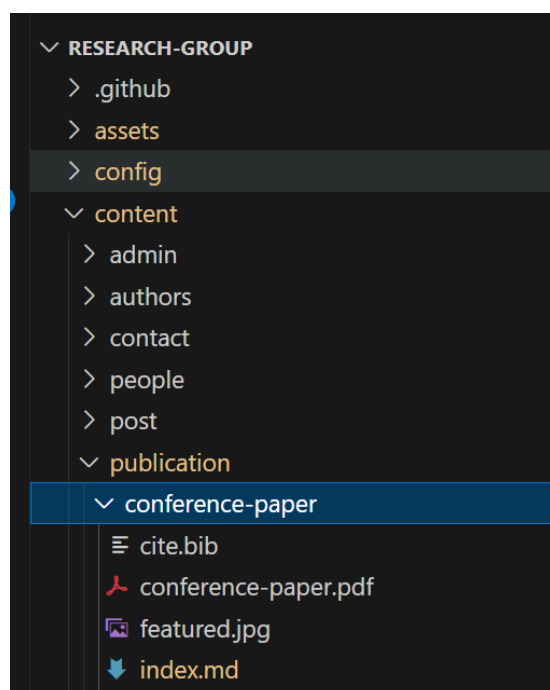 RESEARCH-GROUP
.github
assets
config
content
admin
authors
contact
people
post
publication
conference-paper
cite.bib
conference-paper.pdf
featured.jpg
index.md